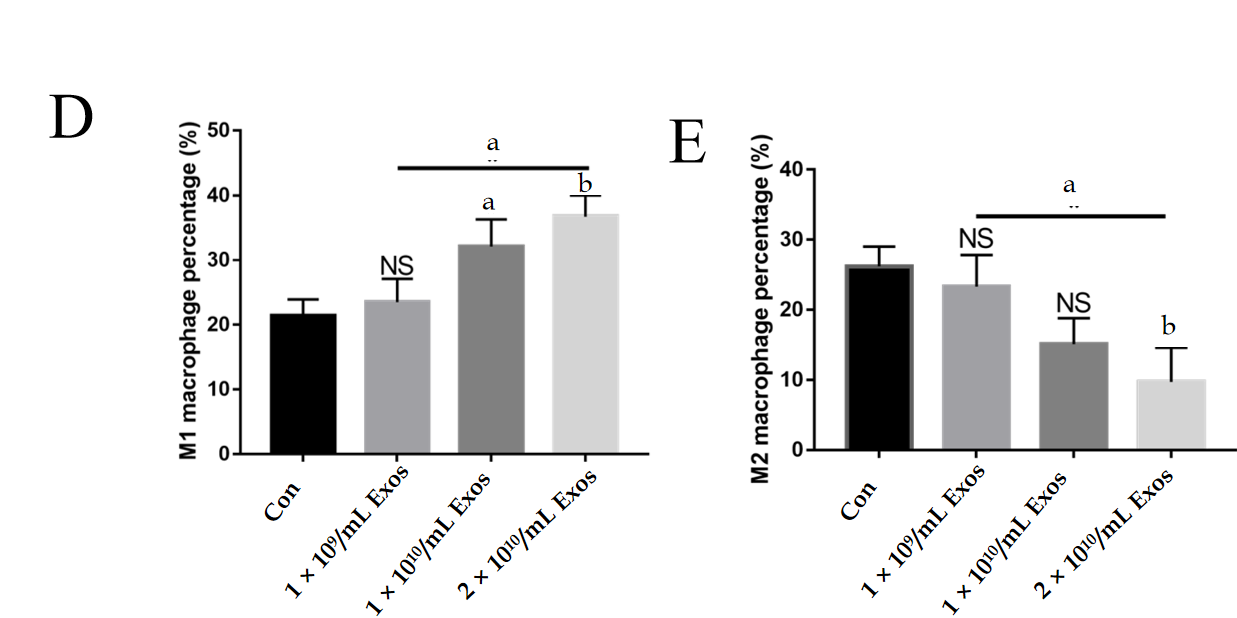 D
M1 macrophage percentage (%)
50
40
30
20
10
0
a
NS
a
b
Con
1 × 10⁹/mL Exos
1 × 10¹⁰/mL Exos
2 × 10¹⁰/mL Exos
E
M2 macrophage percentage (%)
40
30
20
10
0
a
NS
NS
b
Con
1 × 10⁹/mL Exos
1 × 10¹⁰/mL Exos
2 × 10¹⁰/mL Exos